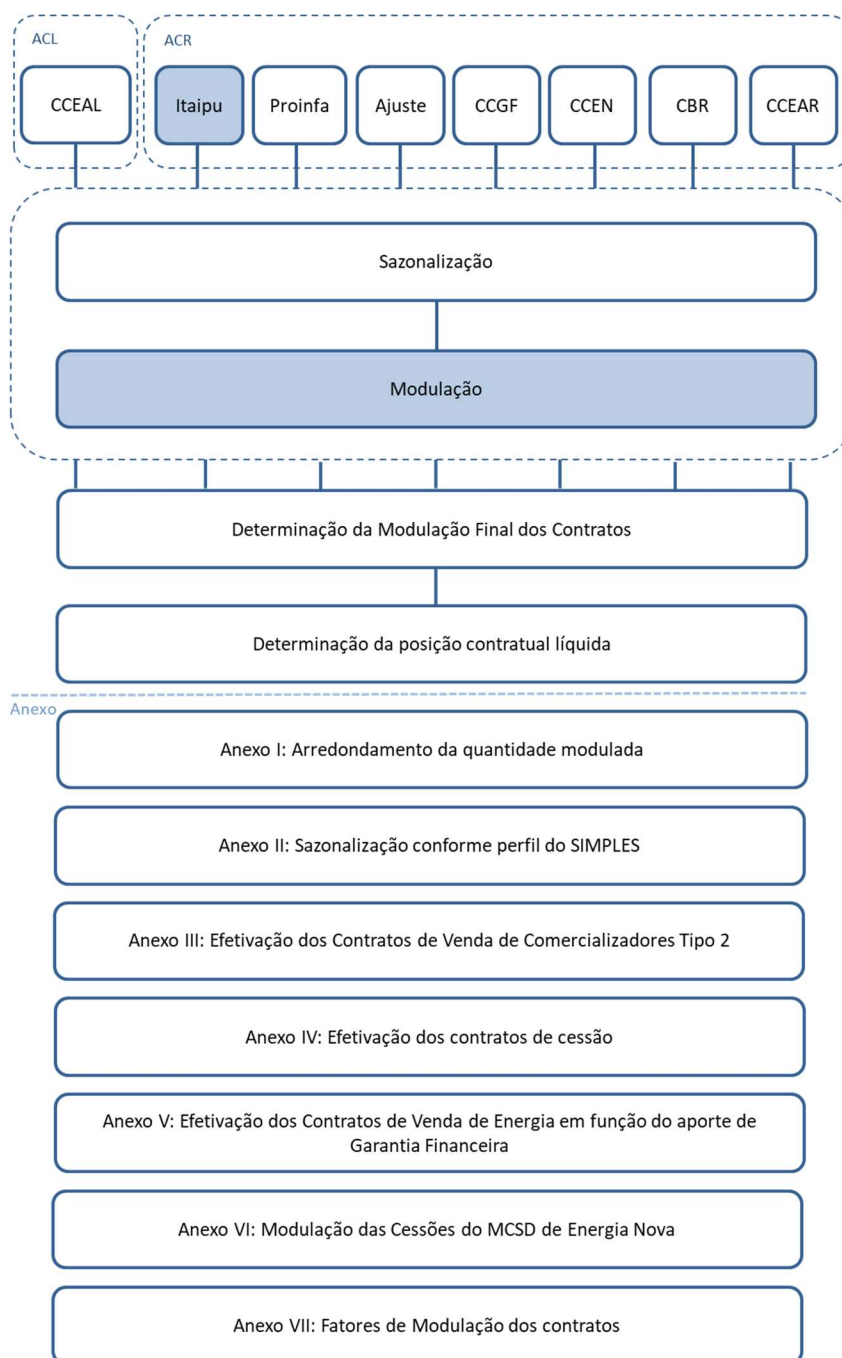 ACL
ACR
CCEAL
Itaipu
Proinfa
Ajuste
CCGF
CCEN
CBR
CCEAR
Sazonalização
Modulação
Determinação da Modulação Final dos Contratos
Determinação da posição contratual líquida
Anexo
Anexo I: Arredondamento da quantidade modulada
Anexo II: Sazonalização conforme perfil do SIMPLES
Anexo III: Efetivação dos Contratos de Venda de Comercializadores Tipo 2
Anexo IV: Efetivação dos contratos de cessão
Anexo V: Efetivação dos Contratos de Venda de Energia em função do aporte de
Garantia Financeira
Anexo VI: Modulação das Cessões do MCSD de Energia Nova
Anexo VII: Fatores de Modulação dos contratos